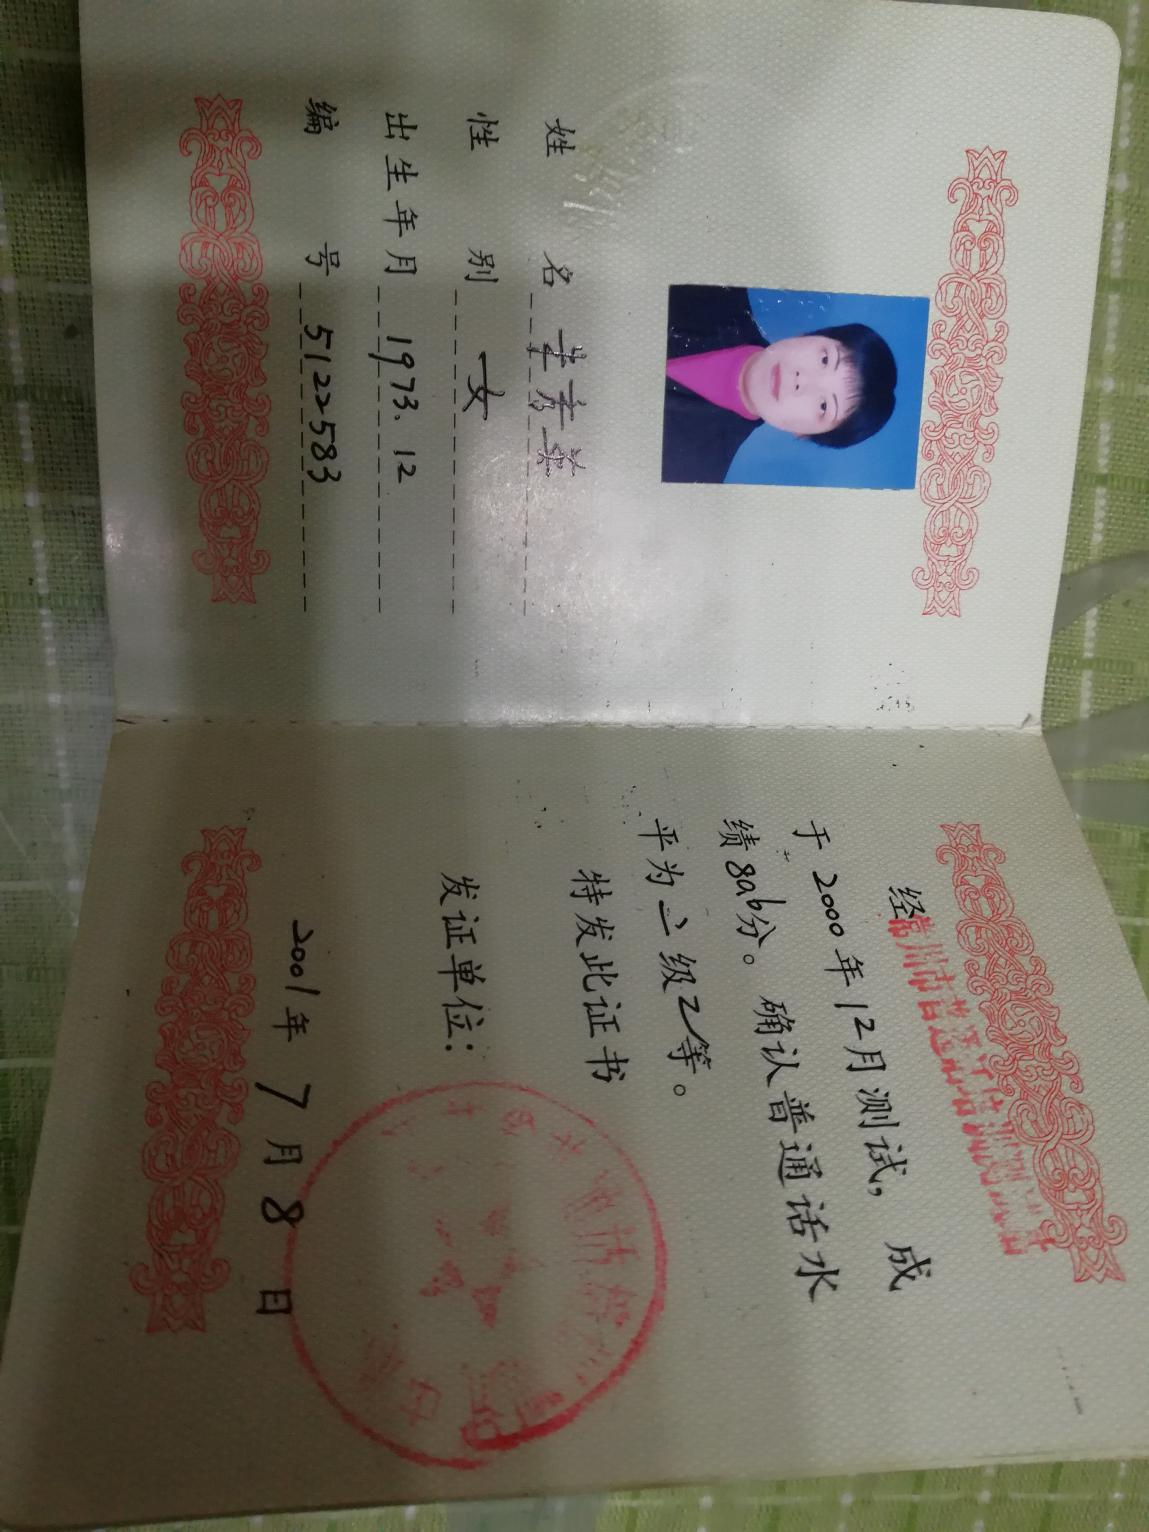 姓名
性别 女
出生年月 1973.12
编号 5122583
经
于2000年12月测试，成
绩80.6分。确认普通话水
平为二级乙等。
特发此证书
发证单位：
2001年7月8日